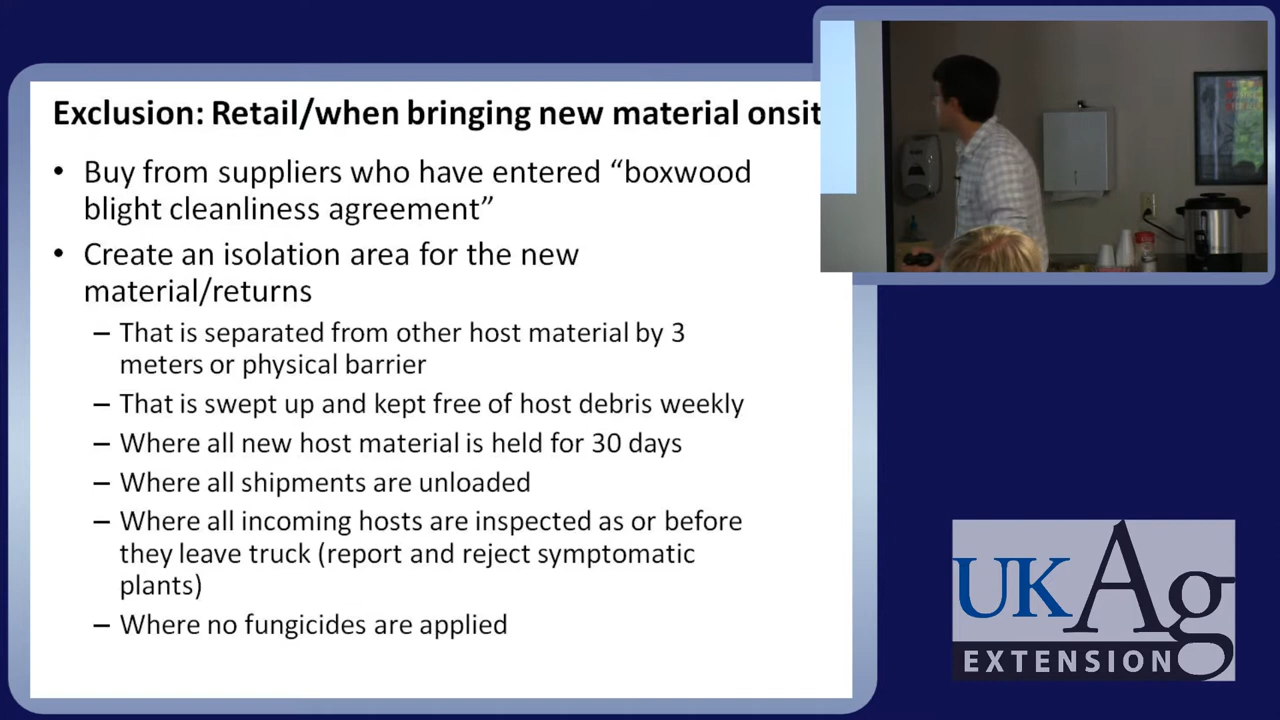 Exclusion: Retail/when bringing new material onsit
• Buy from suppliers who have entered “boxwood
blight cleanliness agreement”
• Create an isolation area for the new
material/returns
– That is separated from other host material by 3
meters or physical barrier
– That is swept up and kept free of host debris weekly
– Where all new host material is held for 30 days
– Where all shipments are unloaded
– Where all incoming hosts are inspected as or before
they leave truck (report and reject symptomatic
plants)
– Where no fungicides are applied
UKAg
EXTENSION